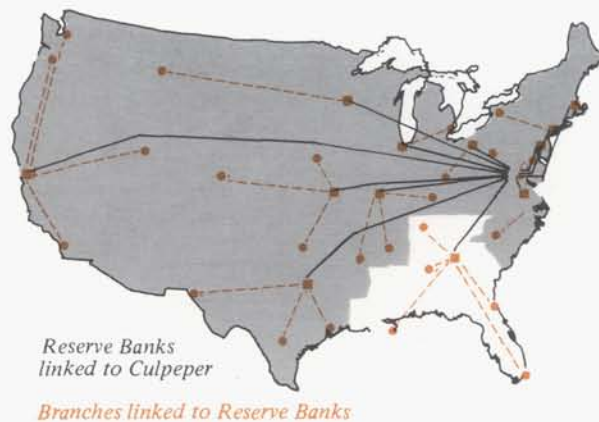 Reserve Banks
linked to Culpeper
Branches linked to Reserve Banks